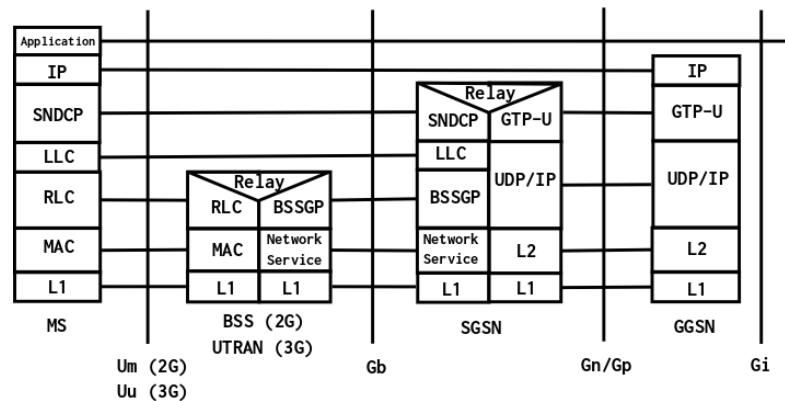 Application
IP
IP
Relay
SNDCP
SNDCP
GTP-U
GTP-U
LLC
LLC
Relay
RLC
RLC
BSSGP
BSSGP
UDP/IP
UDP/IP
MAC
MAC
Network
Service
Network
Service
L2
L2
L1
L1
L1
L1
L1
L1
MS
BSS (2G)
UTRAN (3G)
SGSN
GGSN
Um (2G)
Uu (3G)
Gb
Gn/Gp
Gi